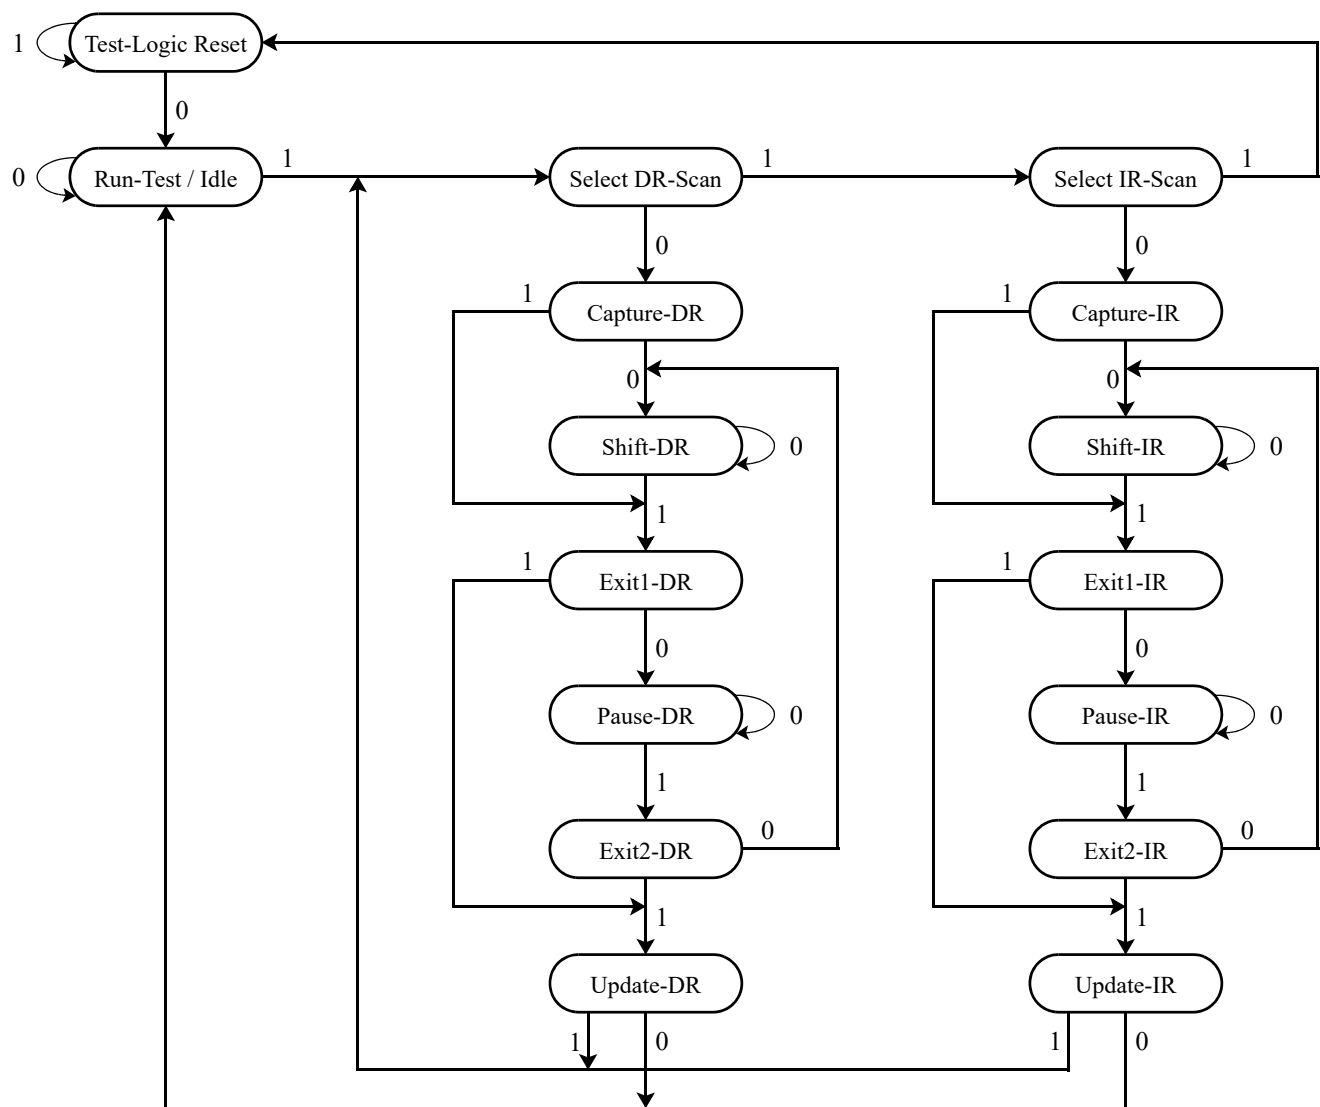 1
Test-Logic Reset
0
0
Run-Test / Idle
1
Select DR-Scan
1
Select IR-Scan
1
0
0
1
Capture-DR
1
Capture-IR
0
0
Shift-DR
0
Shift-IR
0
1
1
1
Exit1-DR
1
Exit1-IR
0
0
Pause-DR
0
Pause-IR
0
1
1
Exit2-DR
0
Exit2-IR
0
1
1
Update-DR
Update-IR
1
0
1
0